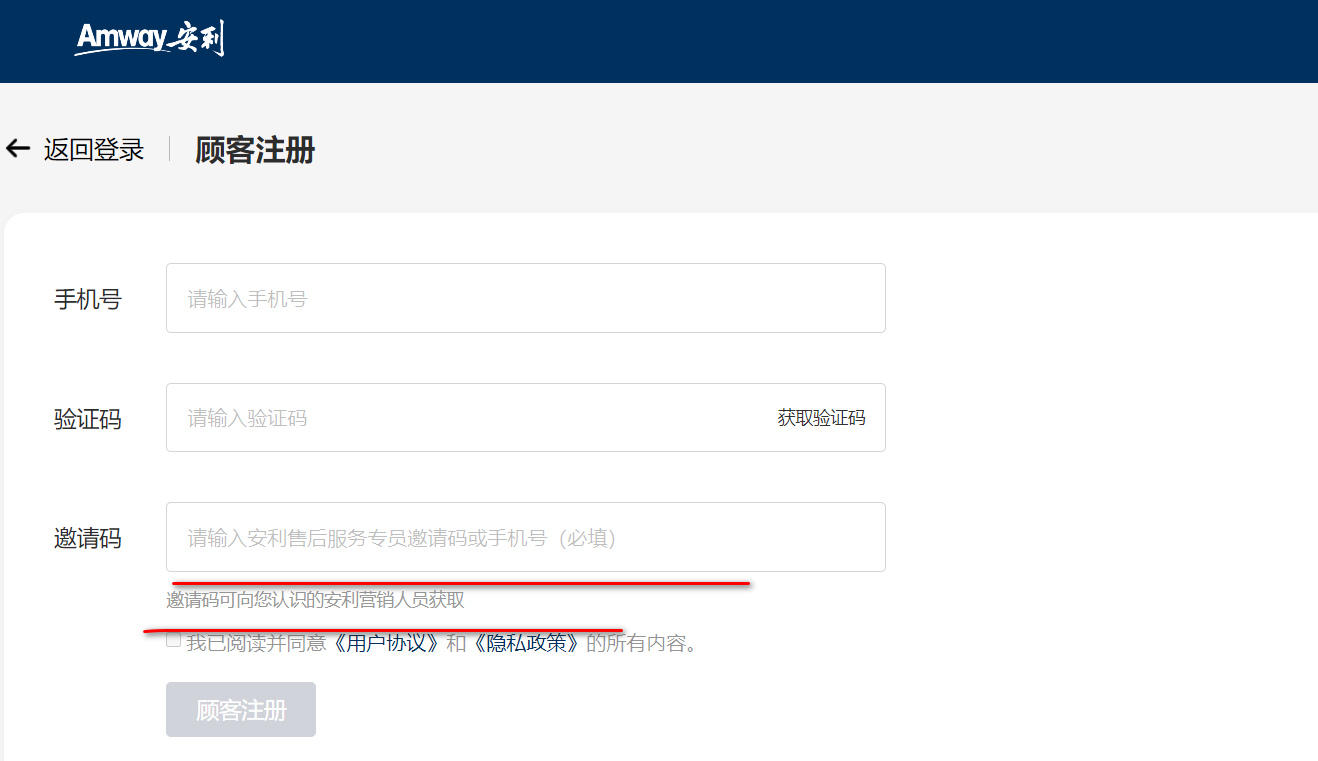 Amway安利
返回登录 顾客注册
手机号 请输入手机号
验证码 请输入验证码 获取验证码
邀请码 请输入安利售后服务专员邀请码或手机号（必填）
邀请码可向您认识的安利营销人员获取
我已阅读并同意《用户协议》和《隐私政策》的所有内容。
顾客注册